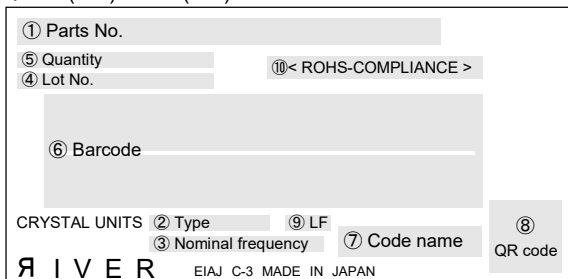 ① Parts No.
⑤ Quantity
⑩< ROHS-COMPLIANCE >
④ Lot No.
⑥ Barcode
CRYSTAL UNITS ② Type ⑨ LF
③ Nominal frequency ⑦ Code name
⑧
QR code
ЯIVER EIAJ C-3 MADE IN JAPAN